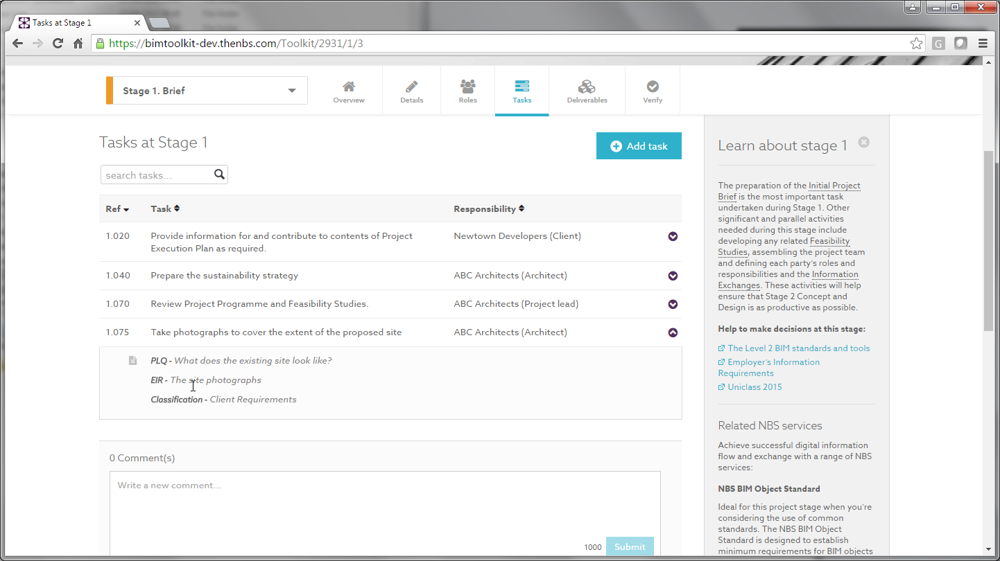 Tasks at Stage 1
https://bimtoolkit-dev.thenbs.com/Toolkit/2931/1/3
G
Stage 1. Brief
Overview
Details
Roles
Tasks
Deliverables
Verify
Tasks at Stage 1
Add task
search tasks...
Ref Task Responsibility
1.020 Provide information for and contribute to contents of Project Newtown Developers (Client)
Execution Plan as required.
1.040 Prepare the sustainability strategy ABC Architects (Architect)
1.070 Review Project Programme and Feasibility Studies. ABC Architects (Project lead)
1.075 Take photographs to cover the extent of the proposed site ABC Architects (Architect)
PLQ - What does the existing site look like?
EIR - The site photographs
Classification - Client Requirements
0 Comment(s)
Write a new comment...
1000 Submit
Learn about stage 1
The preparation of the Initial Project
Brief is the most important task
undertaken during Stage 1. Other
significant and parallel activities
needed during this stage include
developing any related Feasibility
Studies, assembling the project team
and defining each party's roles and
responsibilities and the Information
Exchanges. These activities will help
ensure that Stage 2 Concept and
Design is as productive as possible.
Help to make decisions at this stage:
The Level 2 BIM standards and tools
Employer's Information
Requirements
Uniclass 2015
Related NBS services
Achieve successful digital information
flow and exchange with a range of NBS
services:
NBS BIM Object Standard
Ideal for this project stage when you're
considering the use of common
standards. The NBS BIM Object
Standard is designed to establish
minimum requirements for BIM objects